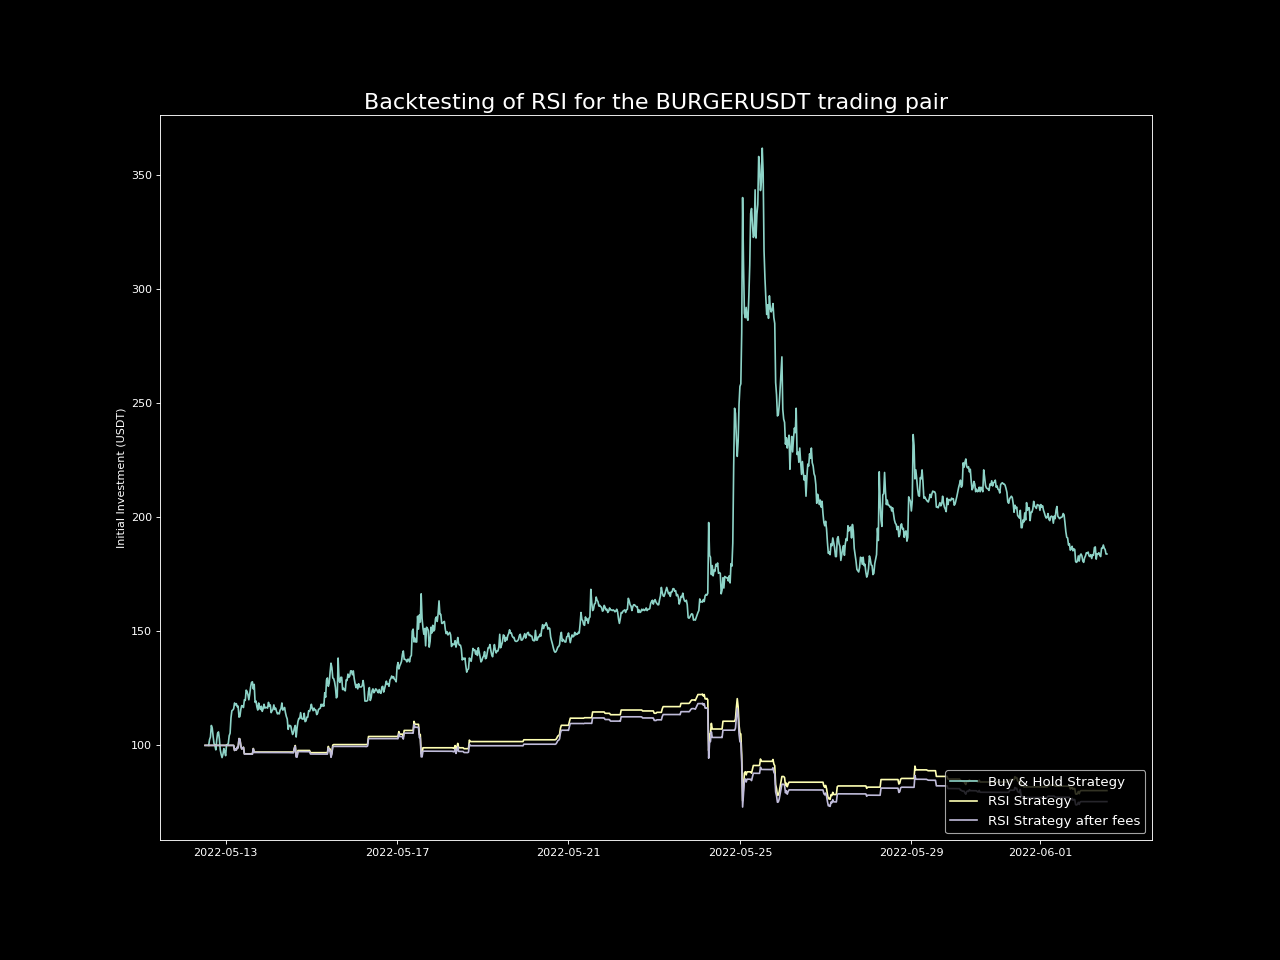 Backtesting of RSI for the BURGERUSDT trading pair
Initial Investment (USDT)
350
300
250
200
150
100
2022-05-13
2022-05-17
2022-05-21
2022-05-25
2022-05-29
2022-06-01
Buy & Hold Strategy
RSI Strategy
RSI Strategy after fees